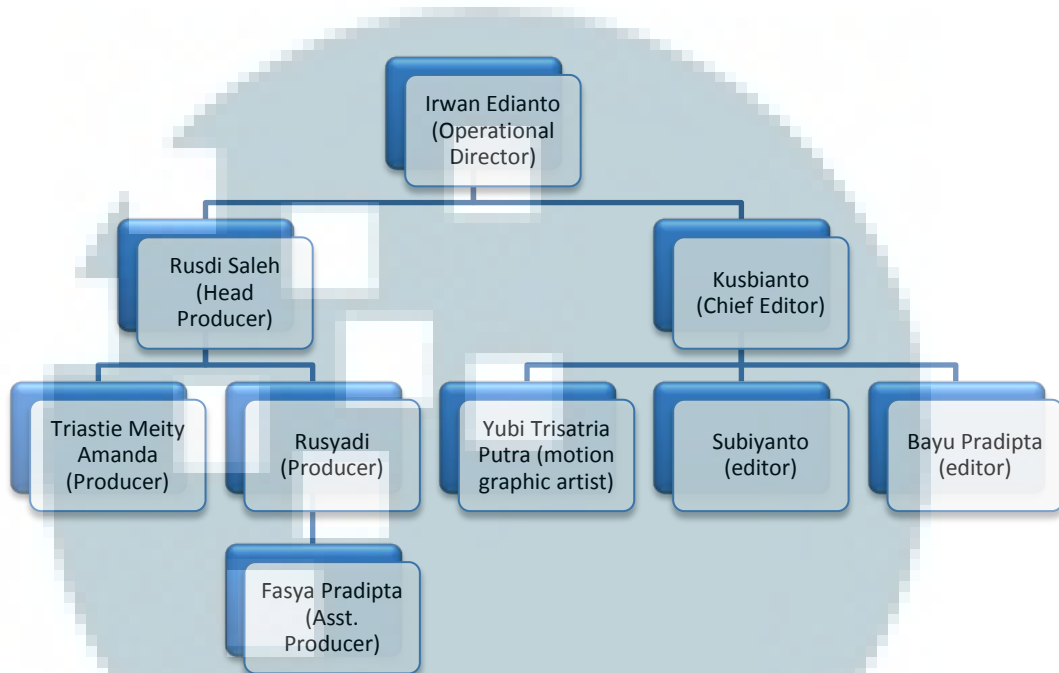 Irwan Edianto
(Operational
Director)
Rusdi Saleh
(Head
Producer)
Kusbianto
(Chief Editor)
Triastie Meity
Amanda
(Producer)
Rusyadi
(Producer)
Yubi Trisatria
Putra (motion
graphic artist)
Subiyanto
(editor)
Bayu Pradipta
(editor)
Fasya Pradipta
(Asst.
Producer)